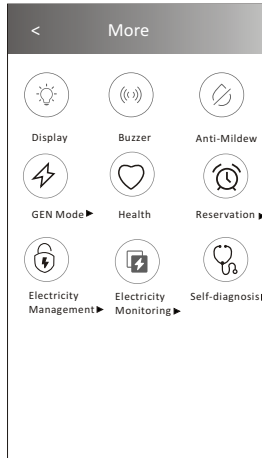 < More
Display Buzzer Anti-Mildew
GEN Mode▶ Health Reservation▶
Electricity Management▶ Electricity Monitoring▶ Self-diagnosis▶